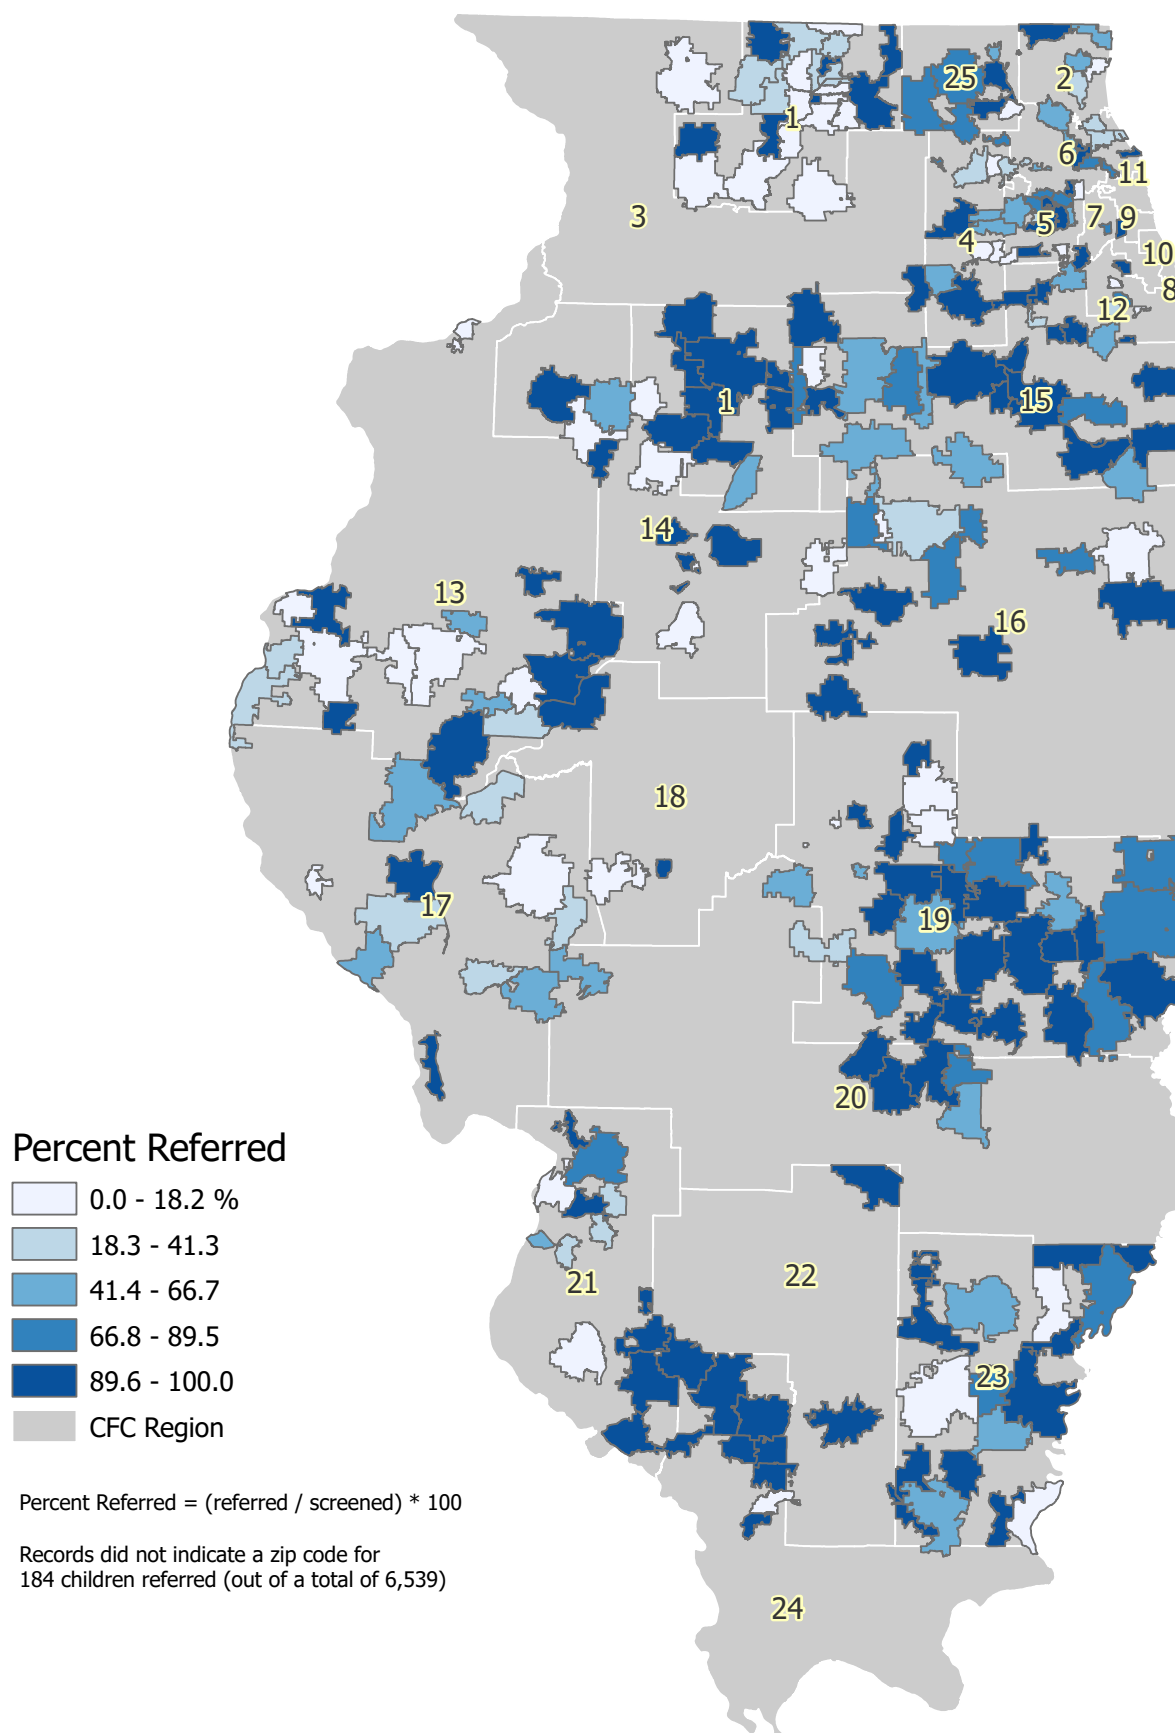 25
2
1
6
11
3
5
7
9
4
10
8
12
1
15
14
13
16
18
17
19
20
Percent Referred
0.0 - 18.2 %
18.3 - 41.3
41.4 - 66.7
66.8 - 89.5
89.6 - 100.0
CFC Region
21
22
23
Percent Referred = (referred / screened) * 100
Records did not indicate a zip code for
184 children referred (out of a total of 6,539)
24